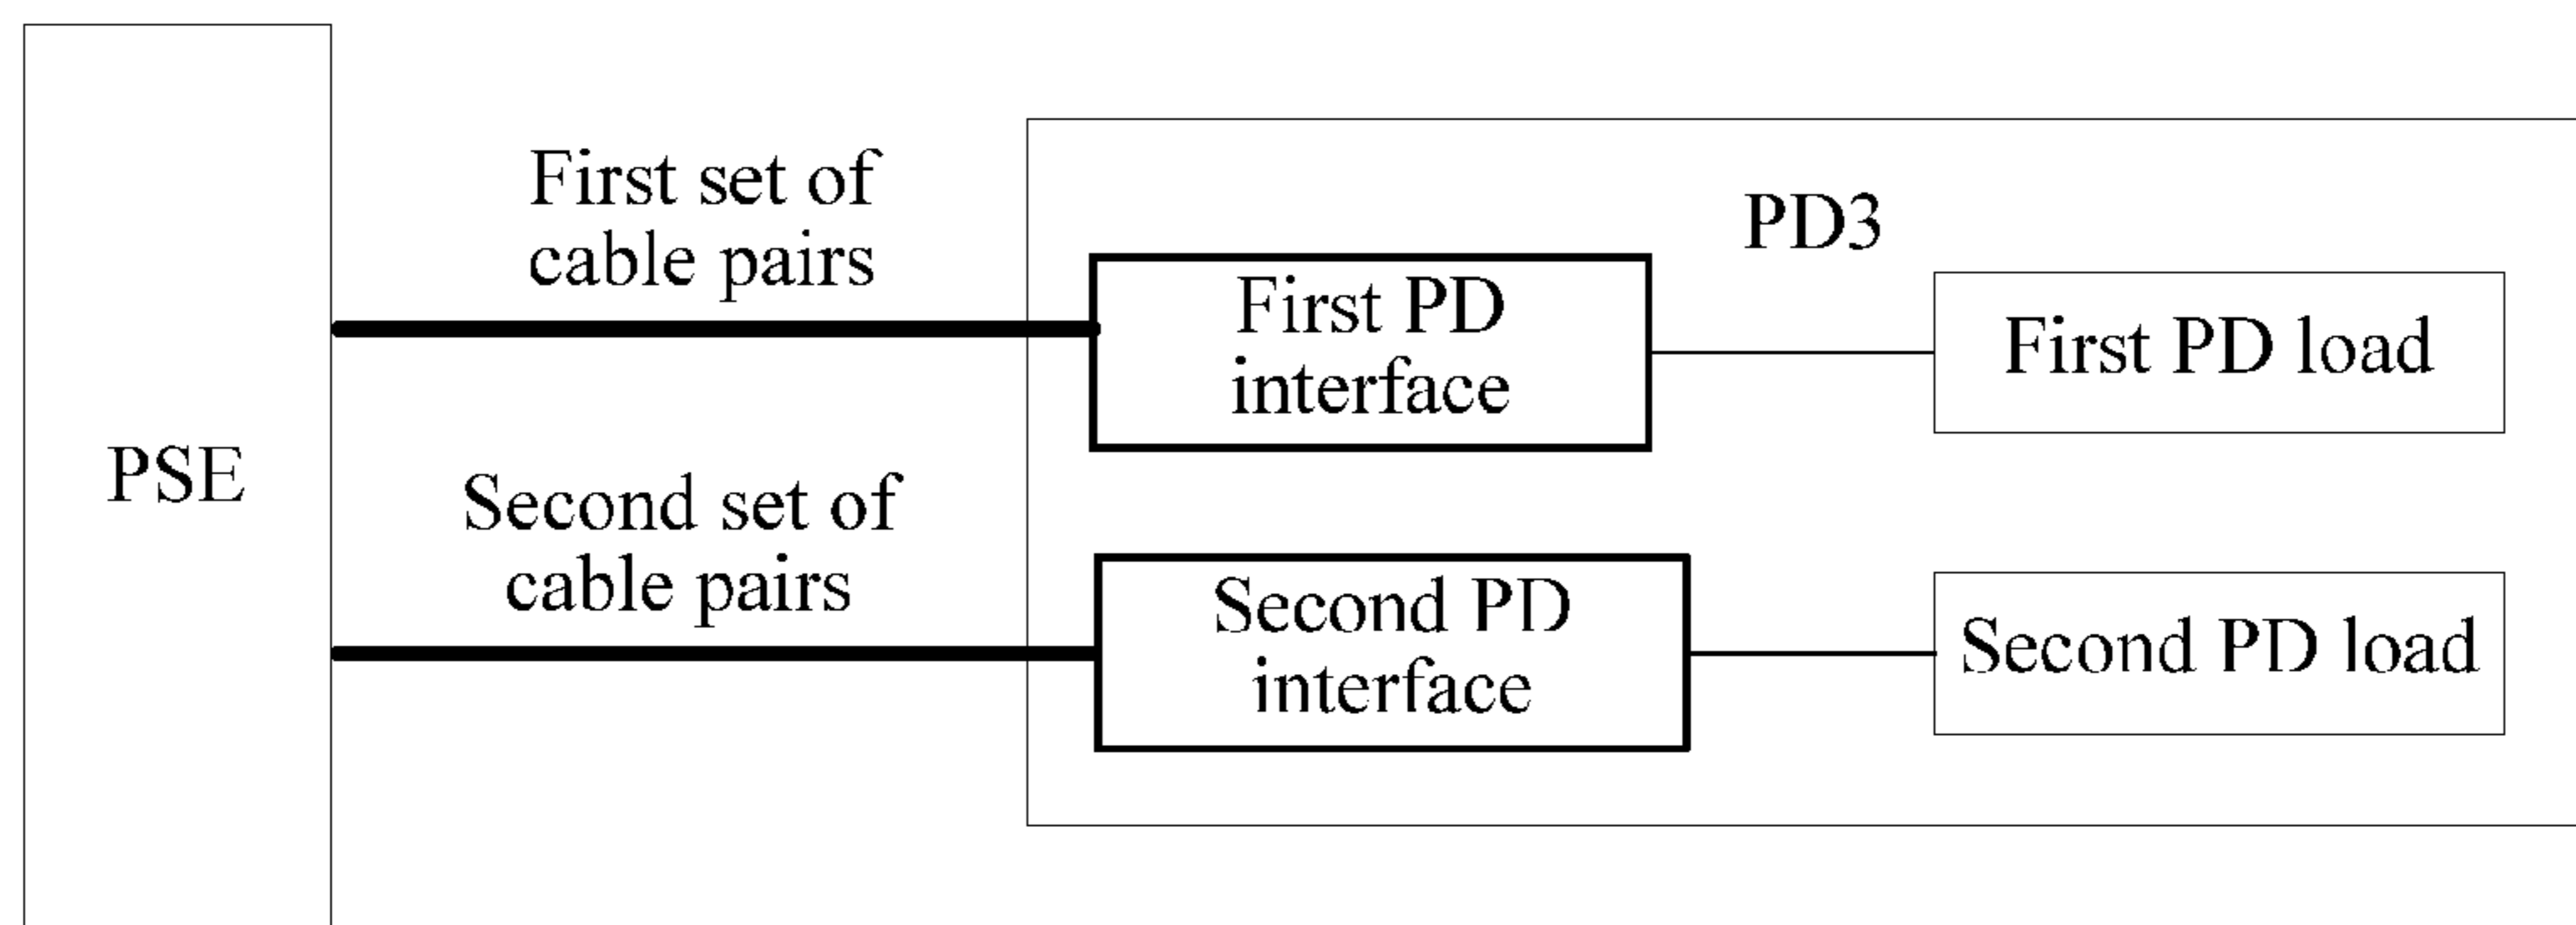 PSE
First set of
cable pairs
Second set of
cable pairs
PD3
First PD
interface
First PD load
Second PD
interface
Second PD load